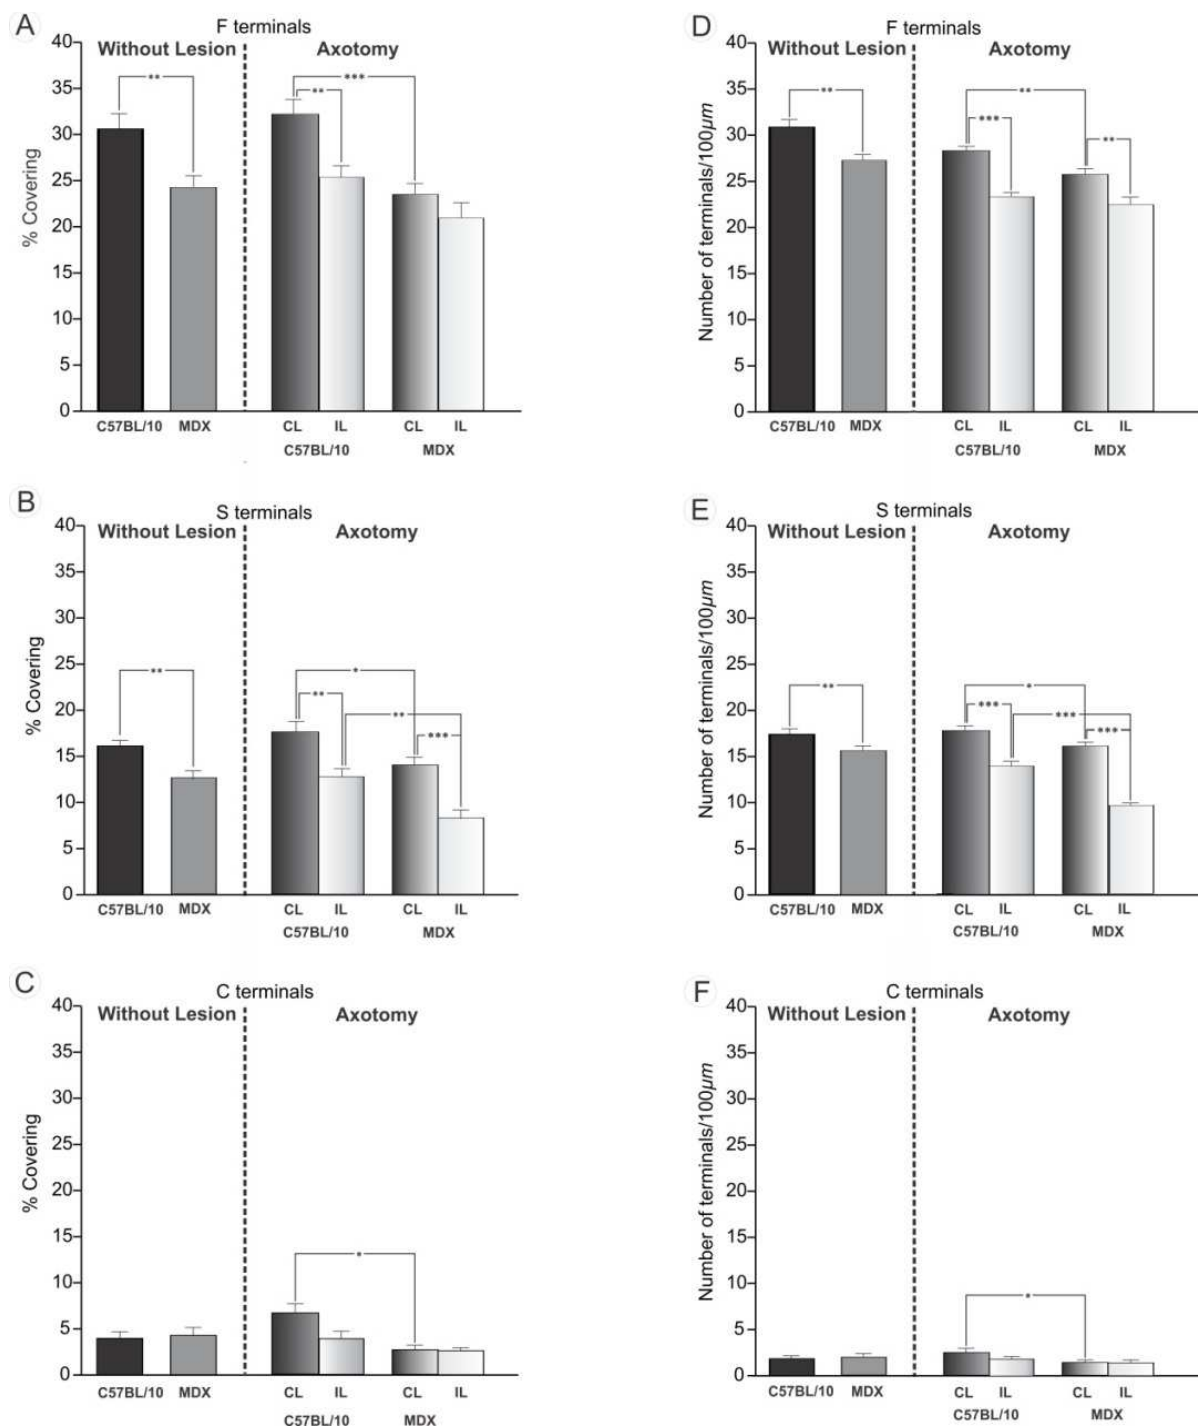 A
F terminals
Without Lesion
Axotomy
% Covering
40
35
30
25
20
15
10
5
0
**
**
***
C57BL/10
MDX
CL
IL
CL
IL
C57BL/10
MDX
D
F terminals
Without Lesion
Axotomy
Number of terminals/100µm
40
35
30
25
20
15
10
5
0
**
**
***
**
C57BL/10
MDX
CL
IL
CL
IL
C57BL/10
MDX
B
S terminals
Without Lesion
Axotomy
% Covering
40
35
30
25
20
15
10
5
0
**
*
**
**
***
C57BL/10
MDX
CL
IL
CL
IL
C57BL/10
MDX
E
S terminals
Without Lesion
Axotomy
Number of terminals/100µm
40
35
30
25
20
15
10
5
0
**
*
***
***
***
C57BL/10
MDX
CL
IL
CL
IL
C57BL/10
MDX
C
C terminals
Without Lesion
Axotomy
% Covering
40
35
30
25
20
15
10
5
0
*
C57BL/10
MDX
CL
IL
CL
IL
C57BL/10
MDX
F
C terminals
Without Lesion
Axotomy
Number of terminals/100µm
40
35
30
25
20
15
10
5
0
*
C57BL/10
MDX
CL
IL
CL
IL
C57BL/10
MDX